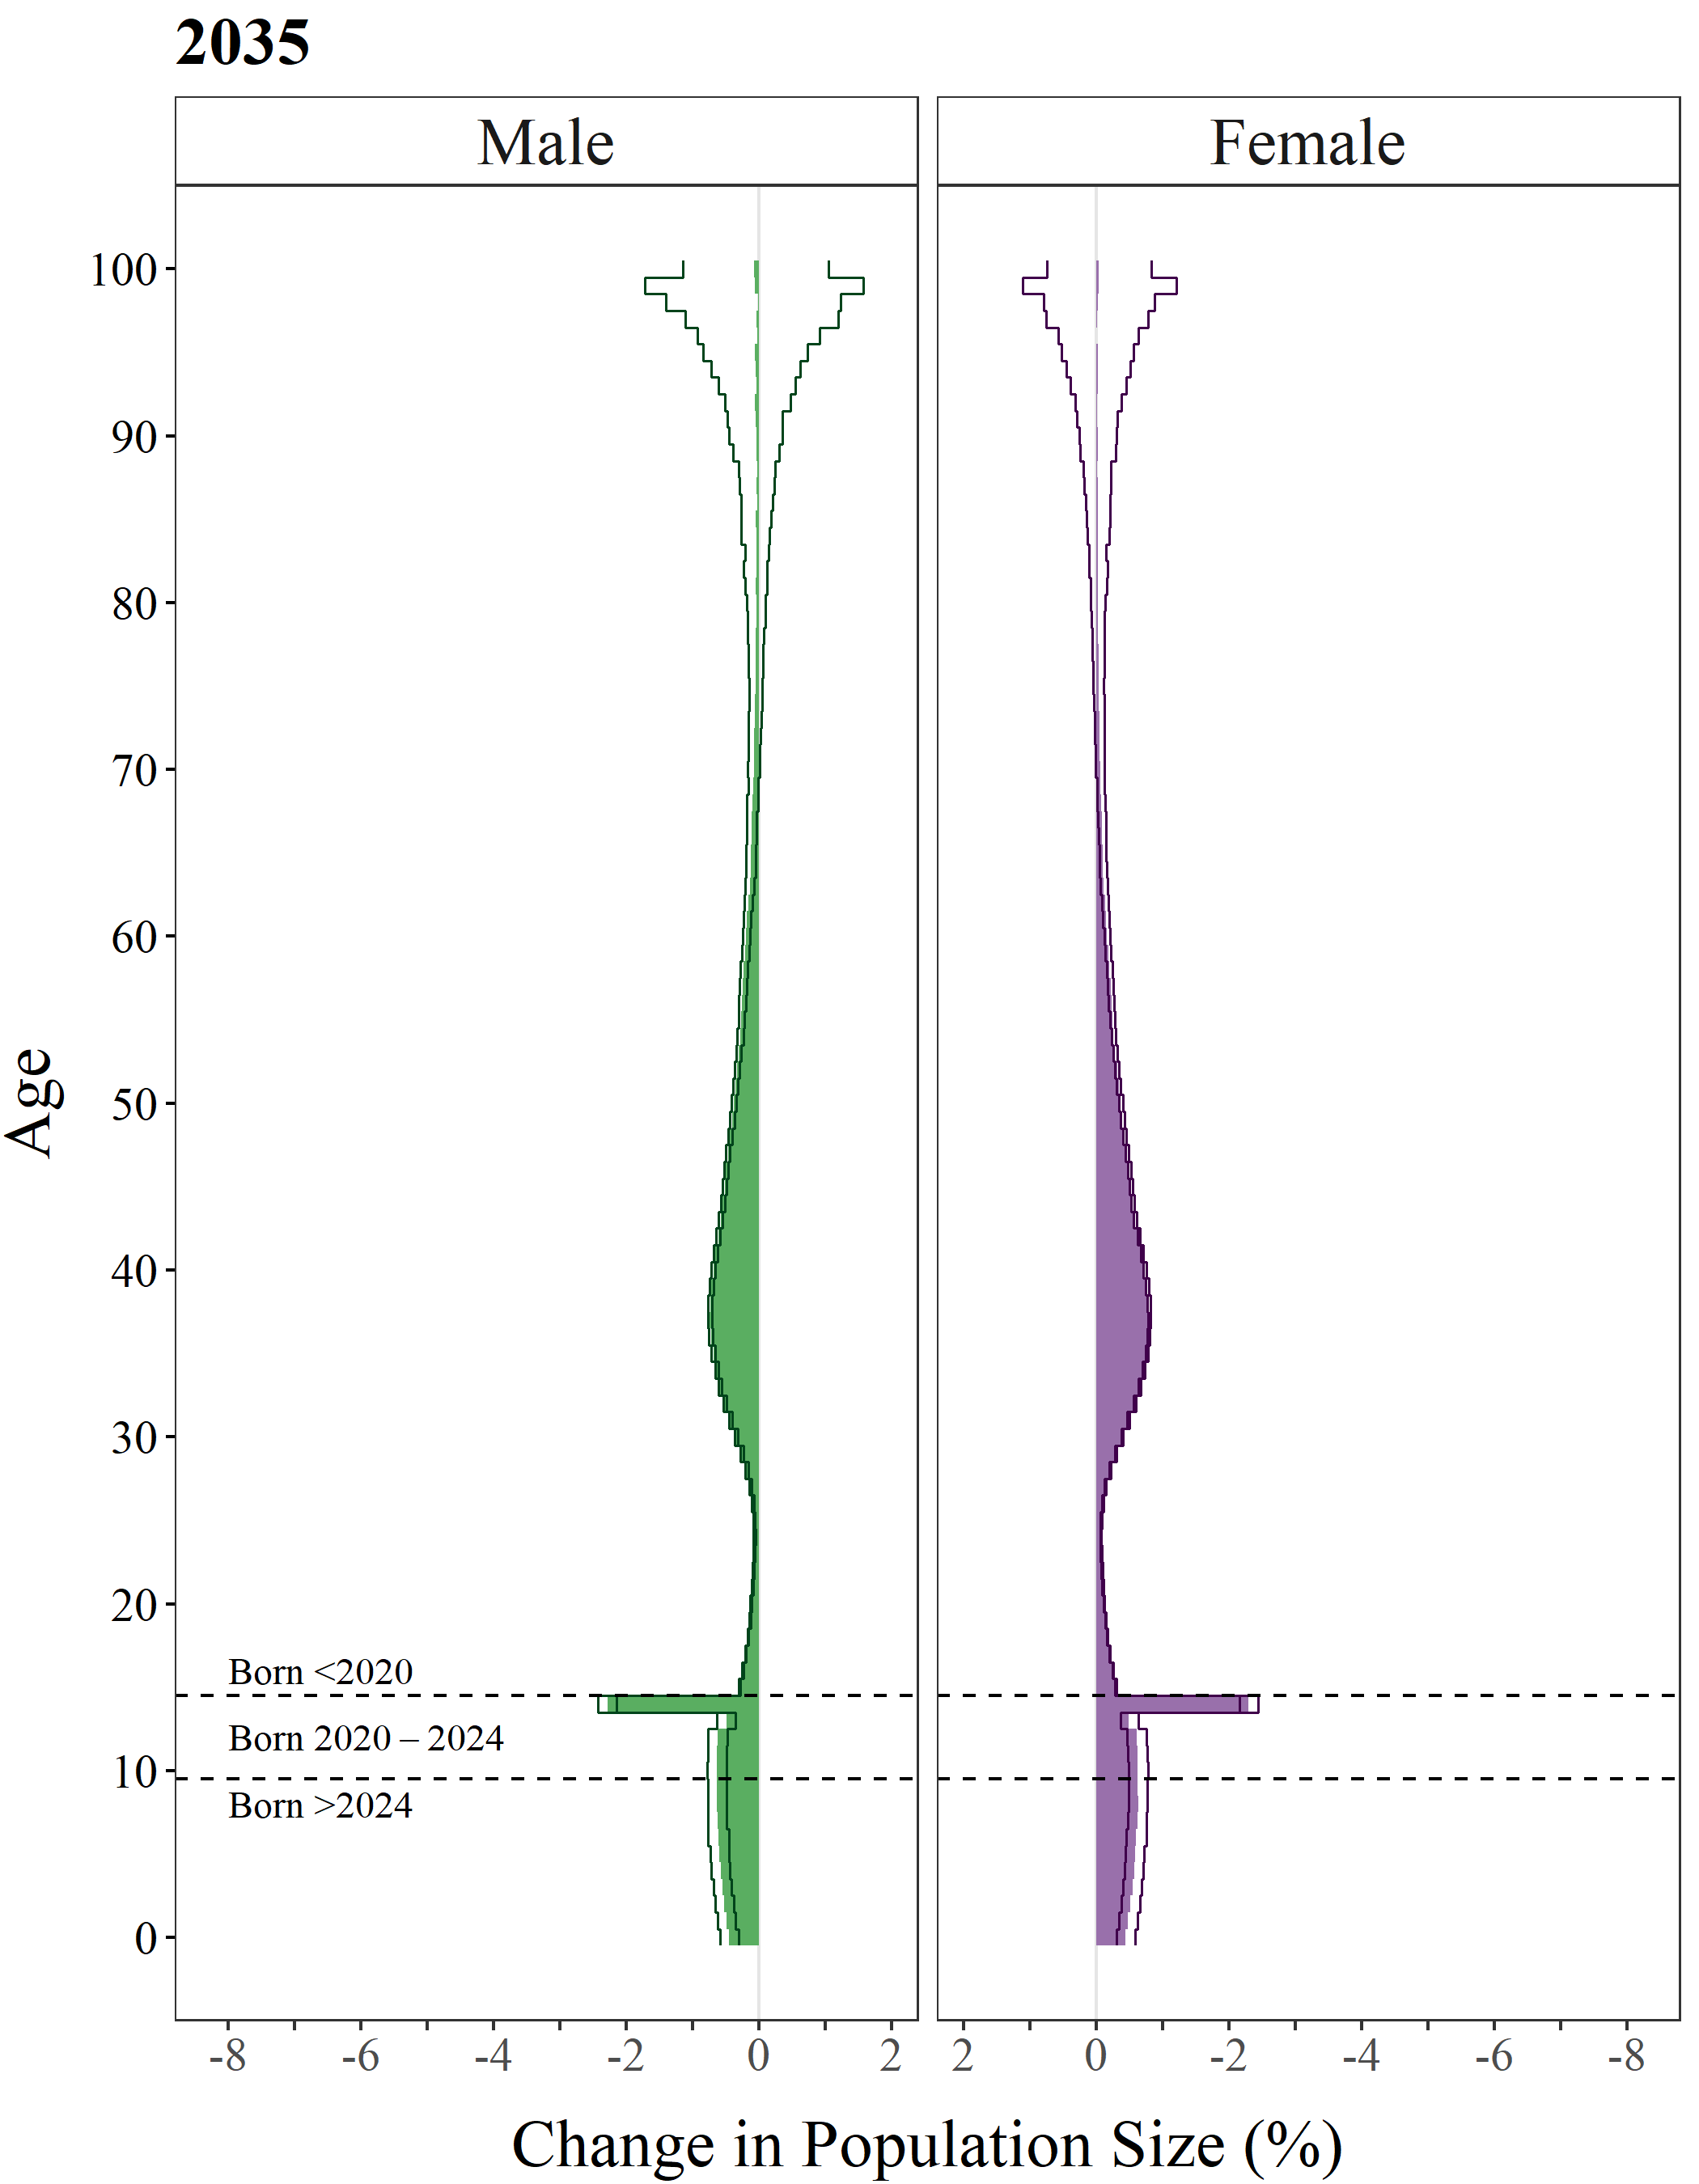 2035
Male Female
100
90
80
70
60
50
40
30
20
10
0
Age
Born <2020
Born 2020 – 2024
Born >2024
-8 -6 -4 -2 0 2 2 0 -2 -4 -6 -8
Change in Population Size (%)